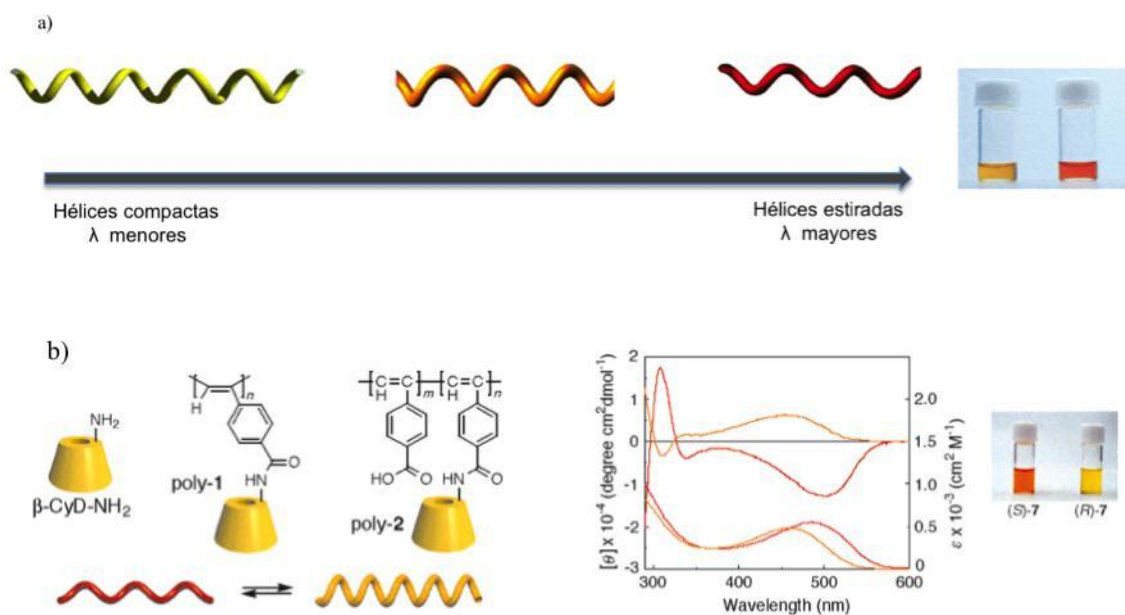 a)
Hélices compactas
λ menores
Hélices estiradas
λ mayores
b)
NH₂
β-CyD-NH₂
C=C
H
n
poly-1
HN
O
C=C
H
m
C=C
H
n
HO
O
HN
O
poly-2
[θ] x 10⁻⁴ (degree cm²dmol⁻¹)
2
1
0
-1
-2
-3
2.0
1.5
1.0
0.5
0
ε x 10⁻³ (cm² M⁻¹)
300
400
500
600
Wavelength (nm)
(S)-7
(R)-7